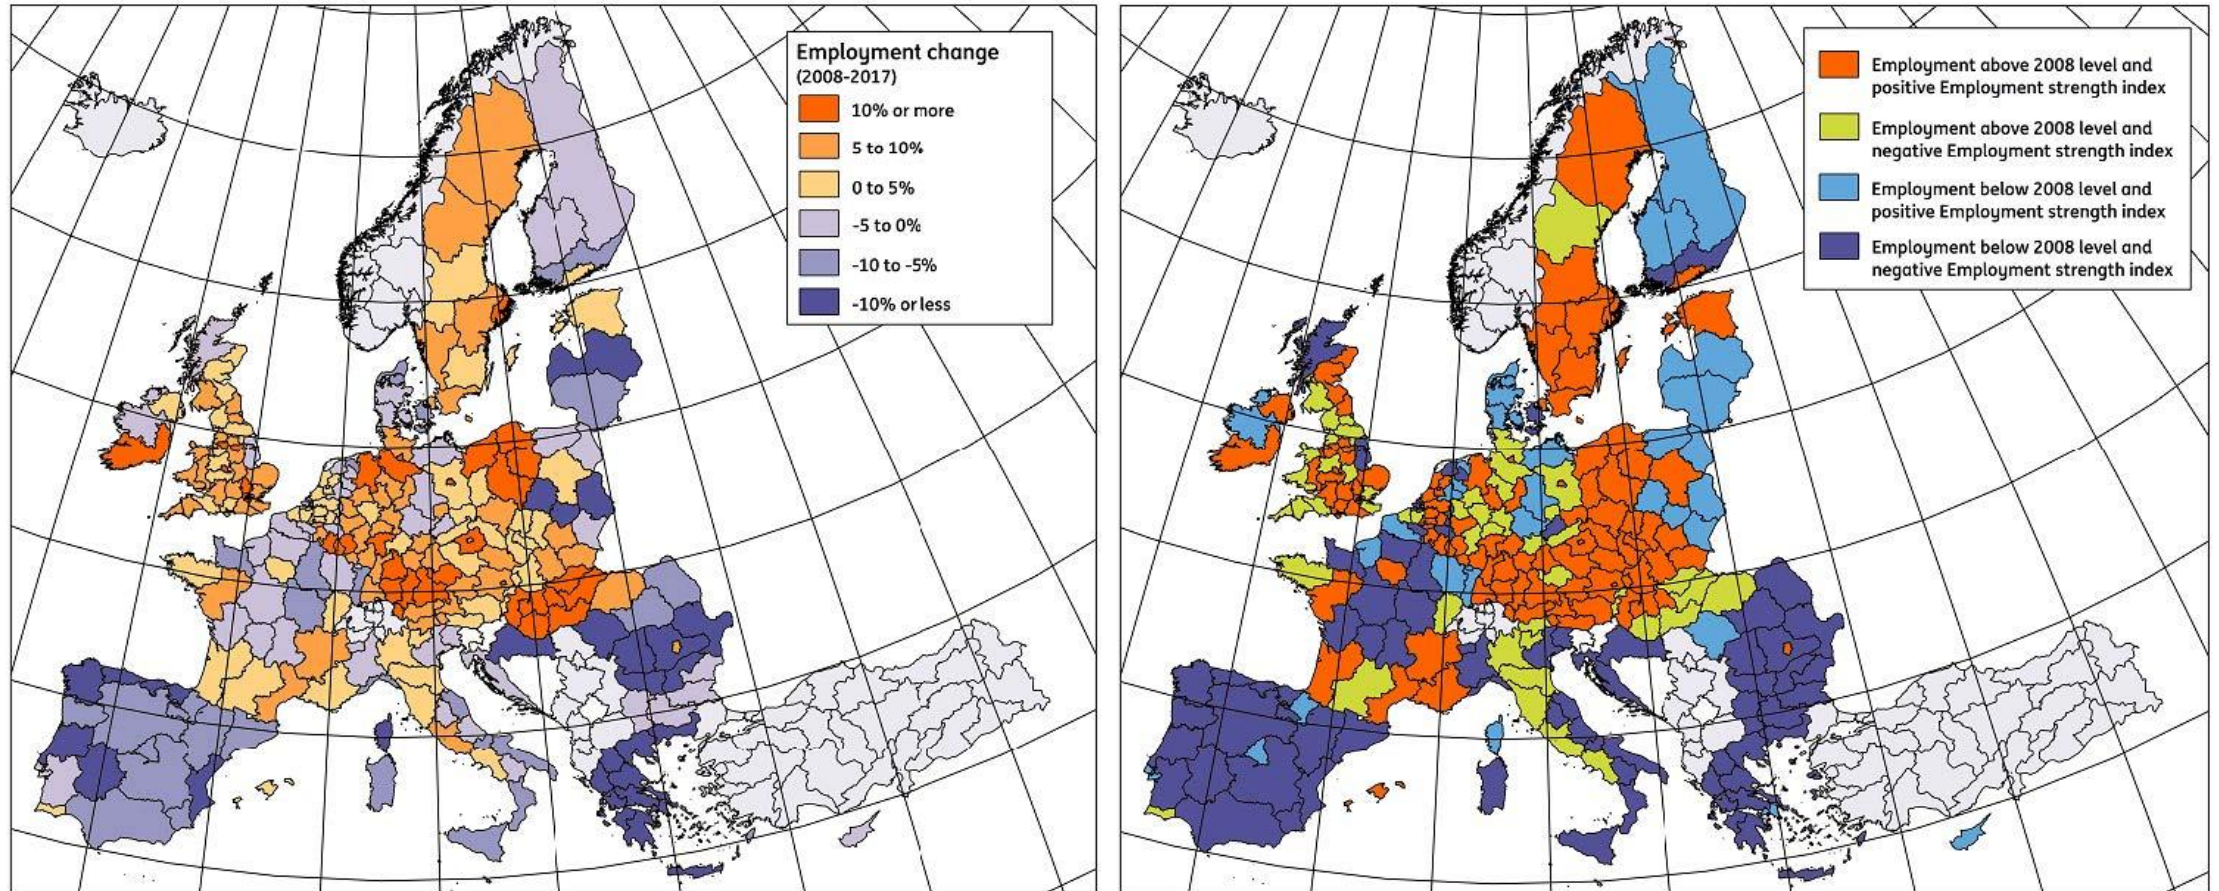 Employment change
(2008-2017)
10% or more
5 to 10%
0 to 5%
-5 to 0%
-10 to -5%
-10% or less
Employment above 2008 level and
positive Employment strength index
Employment above 2008 level and
negative Employment strength index
Employment below 2008 level and
positive Employment strength index
Employment below 2008 level and
negative Employment strength index